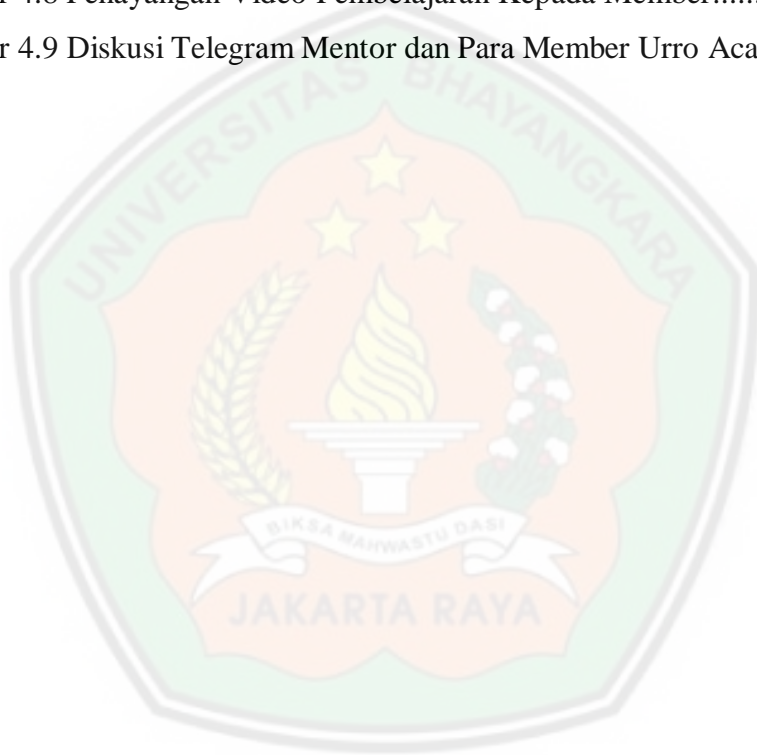 r 4.8 Penayangan Video Pembelajaran Kepada Member......
r 4.9 Diskusi Telegram Mentor dan Para Member Urro Aca
UNIVERSITAS BHAYANGKARA
BIKSA MAHWASTU DASI
JAKARTA RAYA